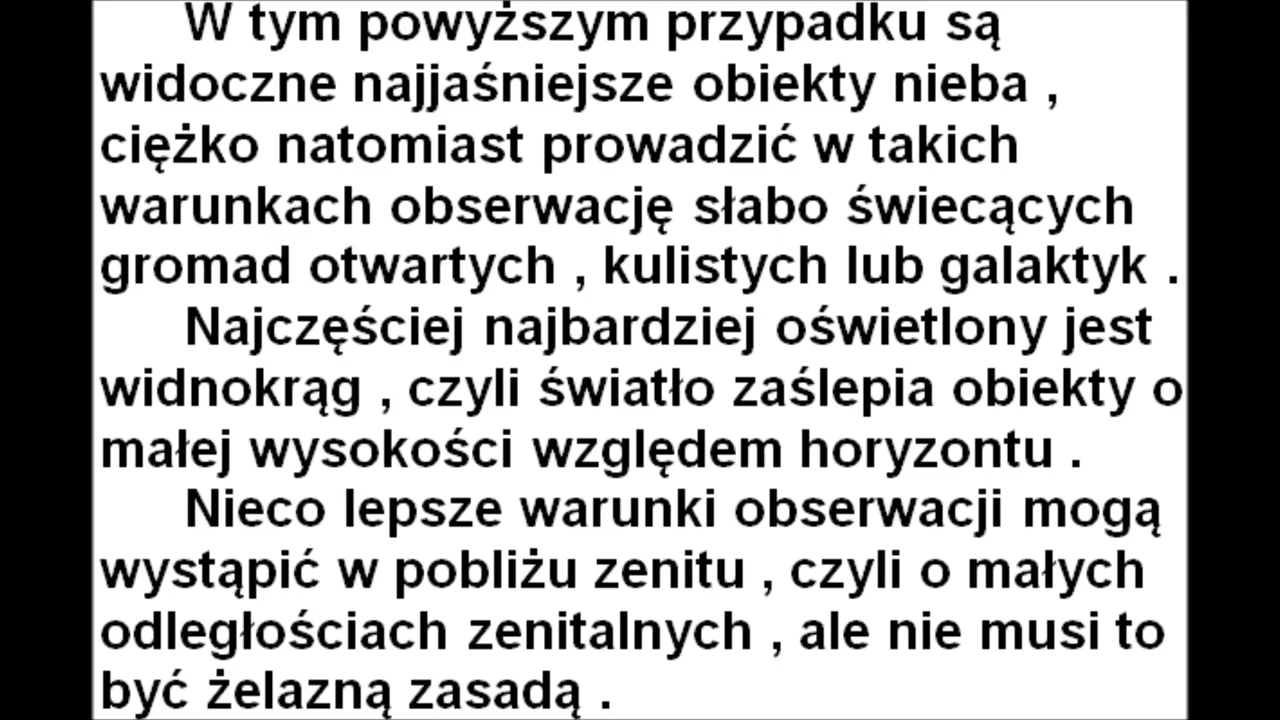 W tym powyższym przypadku są
widoczne najjaśniejsze obiekty nieba ,
ciężko natomiast prowadzić w takich
warunkach obserwację słabo świecących
gromad otwartych , kulistych lub galaktyk .
Najczęściej najbardziej oświetlony jest
widnokrąg , czyli światło zaślepia obiekty o
małej wysokości względem horyzontu .
Nieco lepsze warunki obserwacji mogą
wystąpić w pobliżu zenitu , czyli o małych
odległościach zenitalnych , ale nie musi to
być żelazną zasadą .